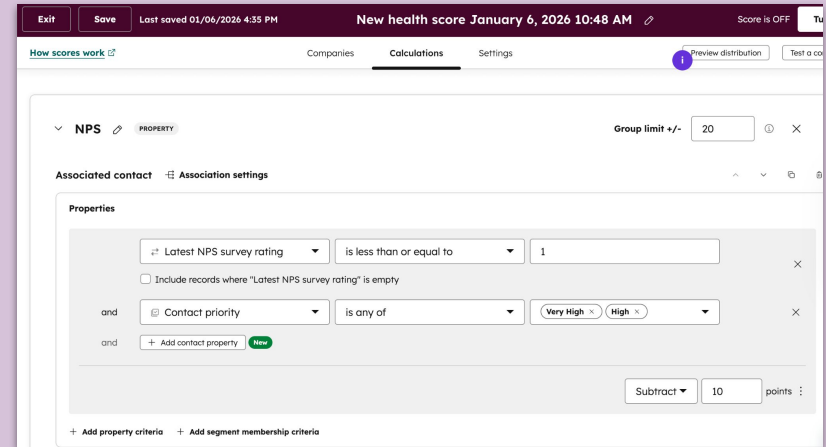 Exit Save Last saved 01/06/2026 4:35 PM New health score January 6, 2026 10:48 AM Score is OFF
How scores work Companies Calculations Settings Preview distribution Test a
NPS PROPERTY Group limit +/- 20
Associated contact Association settings
Properties
Latest NPS survey rating is less than or equal to 1
Include records where "Latest NPS survey rating" is empty
and Contact priority is any of Very High × High ×
and + Add contact property New
Subtract 10 points
+ Add property criteria + Add segment membership criteria